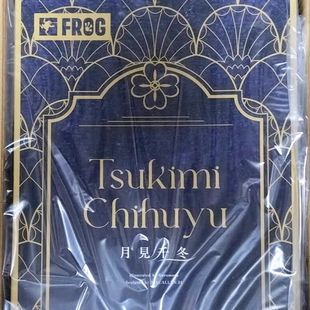 FROG
Tsukimi
Chihuyu
月見千冬